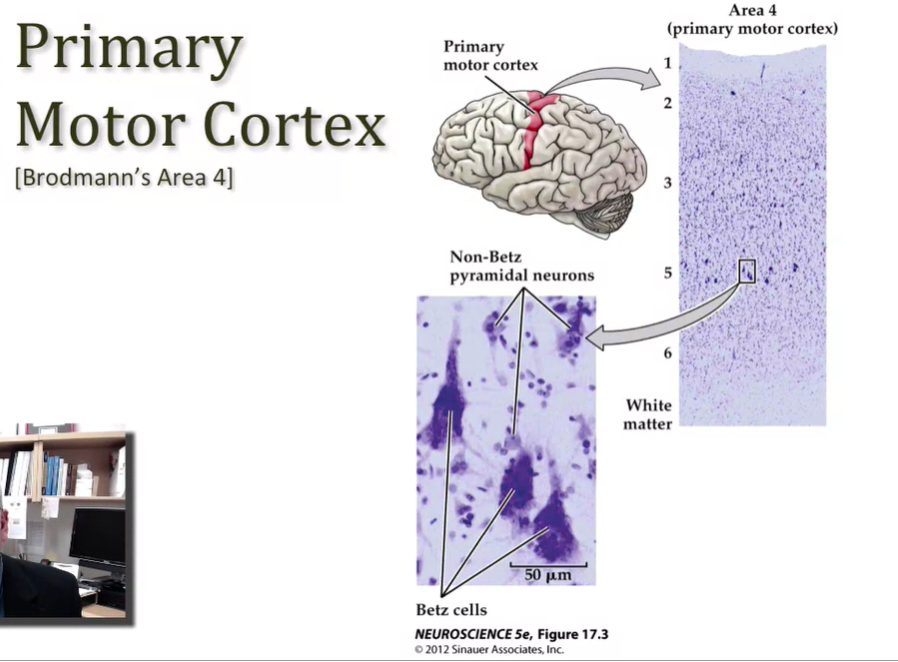 Primary
Motor Cortex
[Brodmann's Area 4]
Area 4
(primary motor cortex)
Primary
motor cortex
1
2
3
5
6
White
matter
Non-Betz
pyramidal neurons
50 μm
Betz cells
NEUROSCIENCE 5e, Figure 17.3
© 2012 Sinauer Associates, Inc.